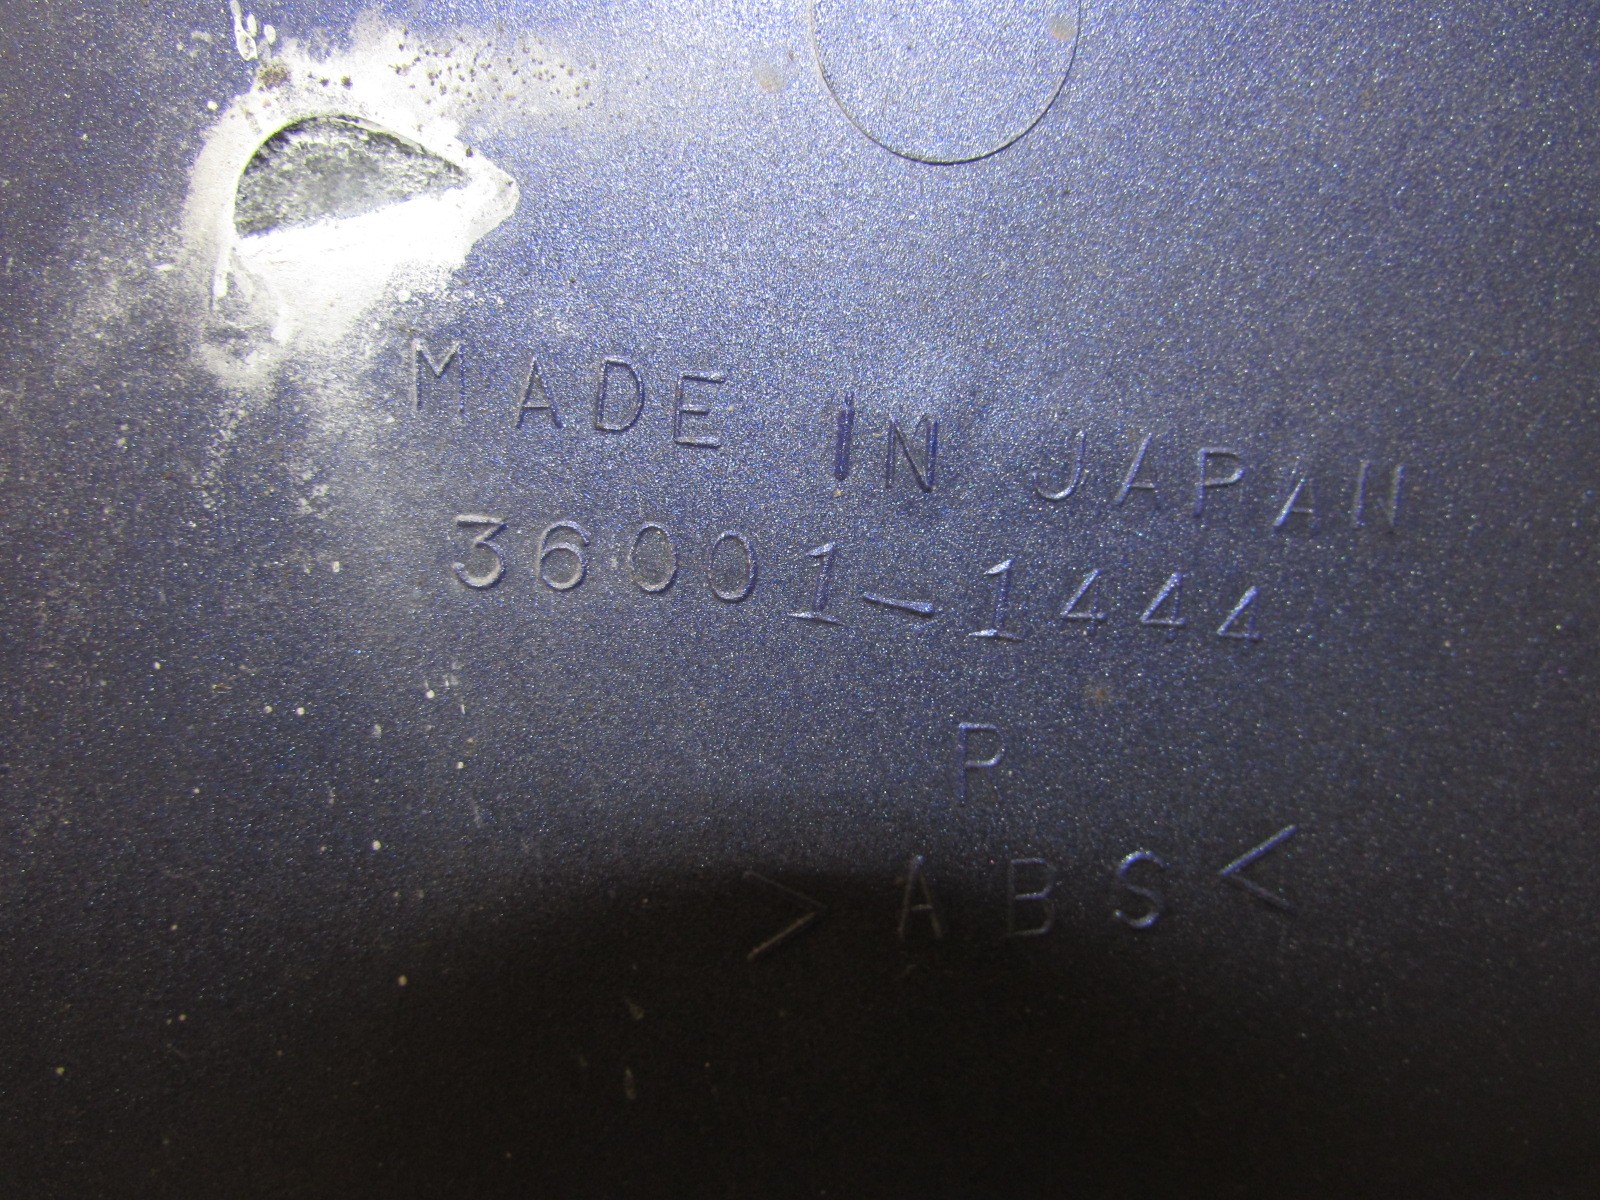 MADE IN JAPAN
36001-1444
P
>ABS<